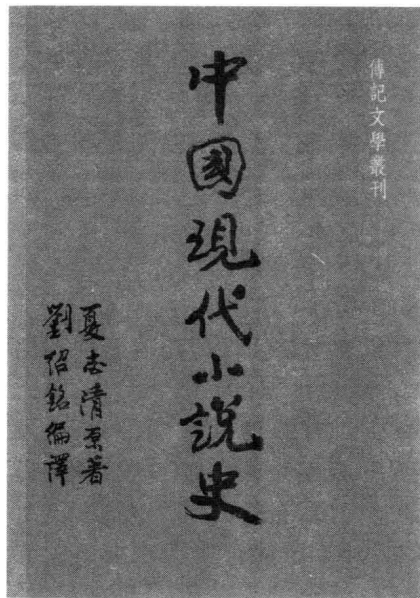 傳記文學叢刊
中國現代小說史
夏志清原著
劉紹銘編譯